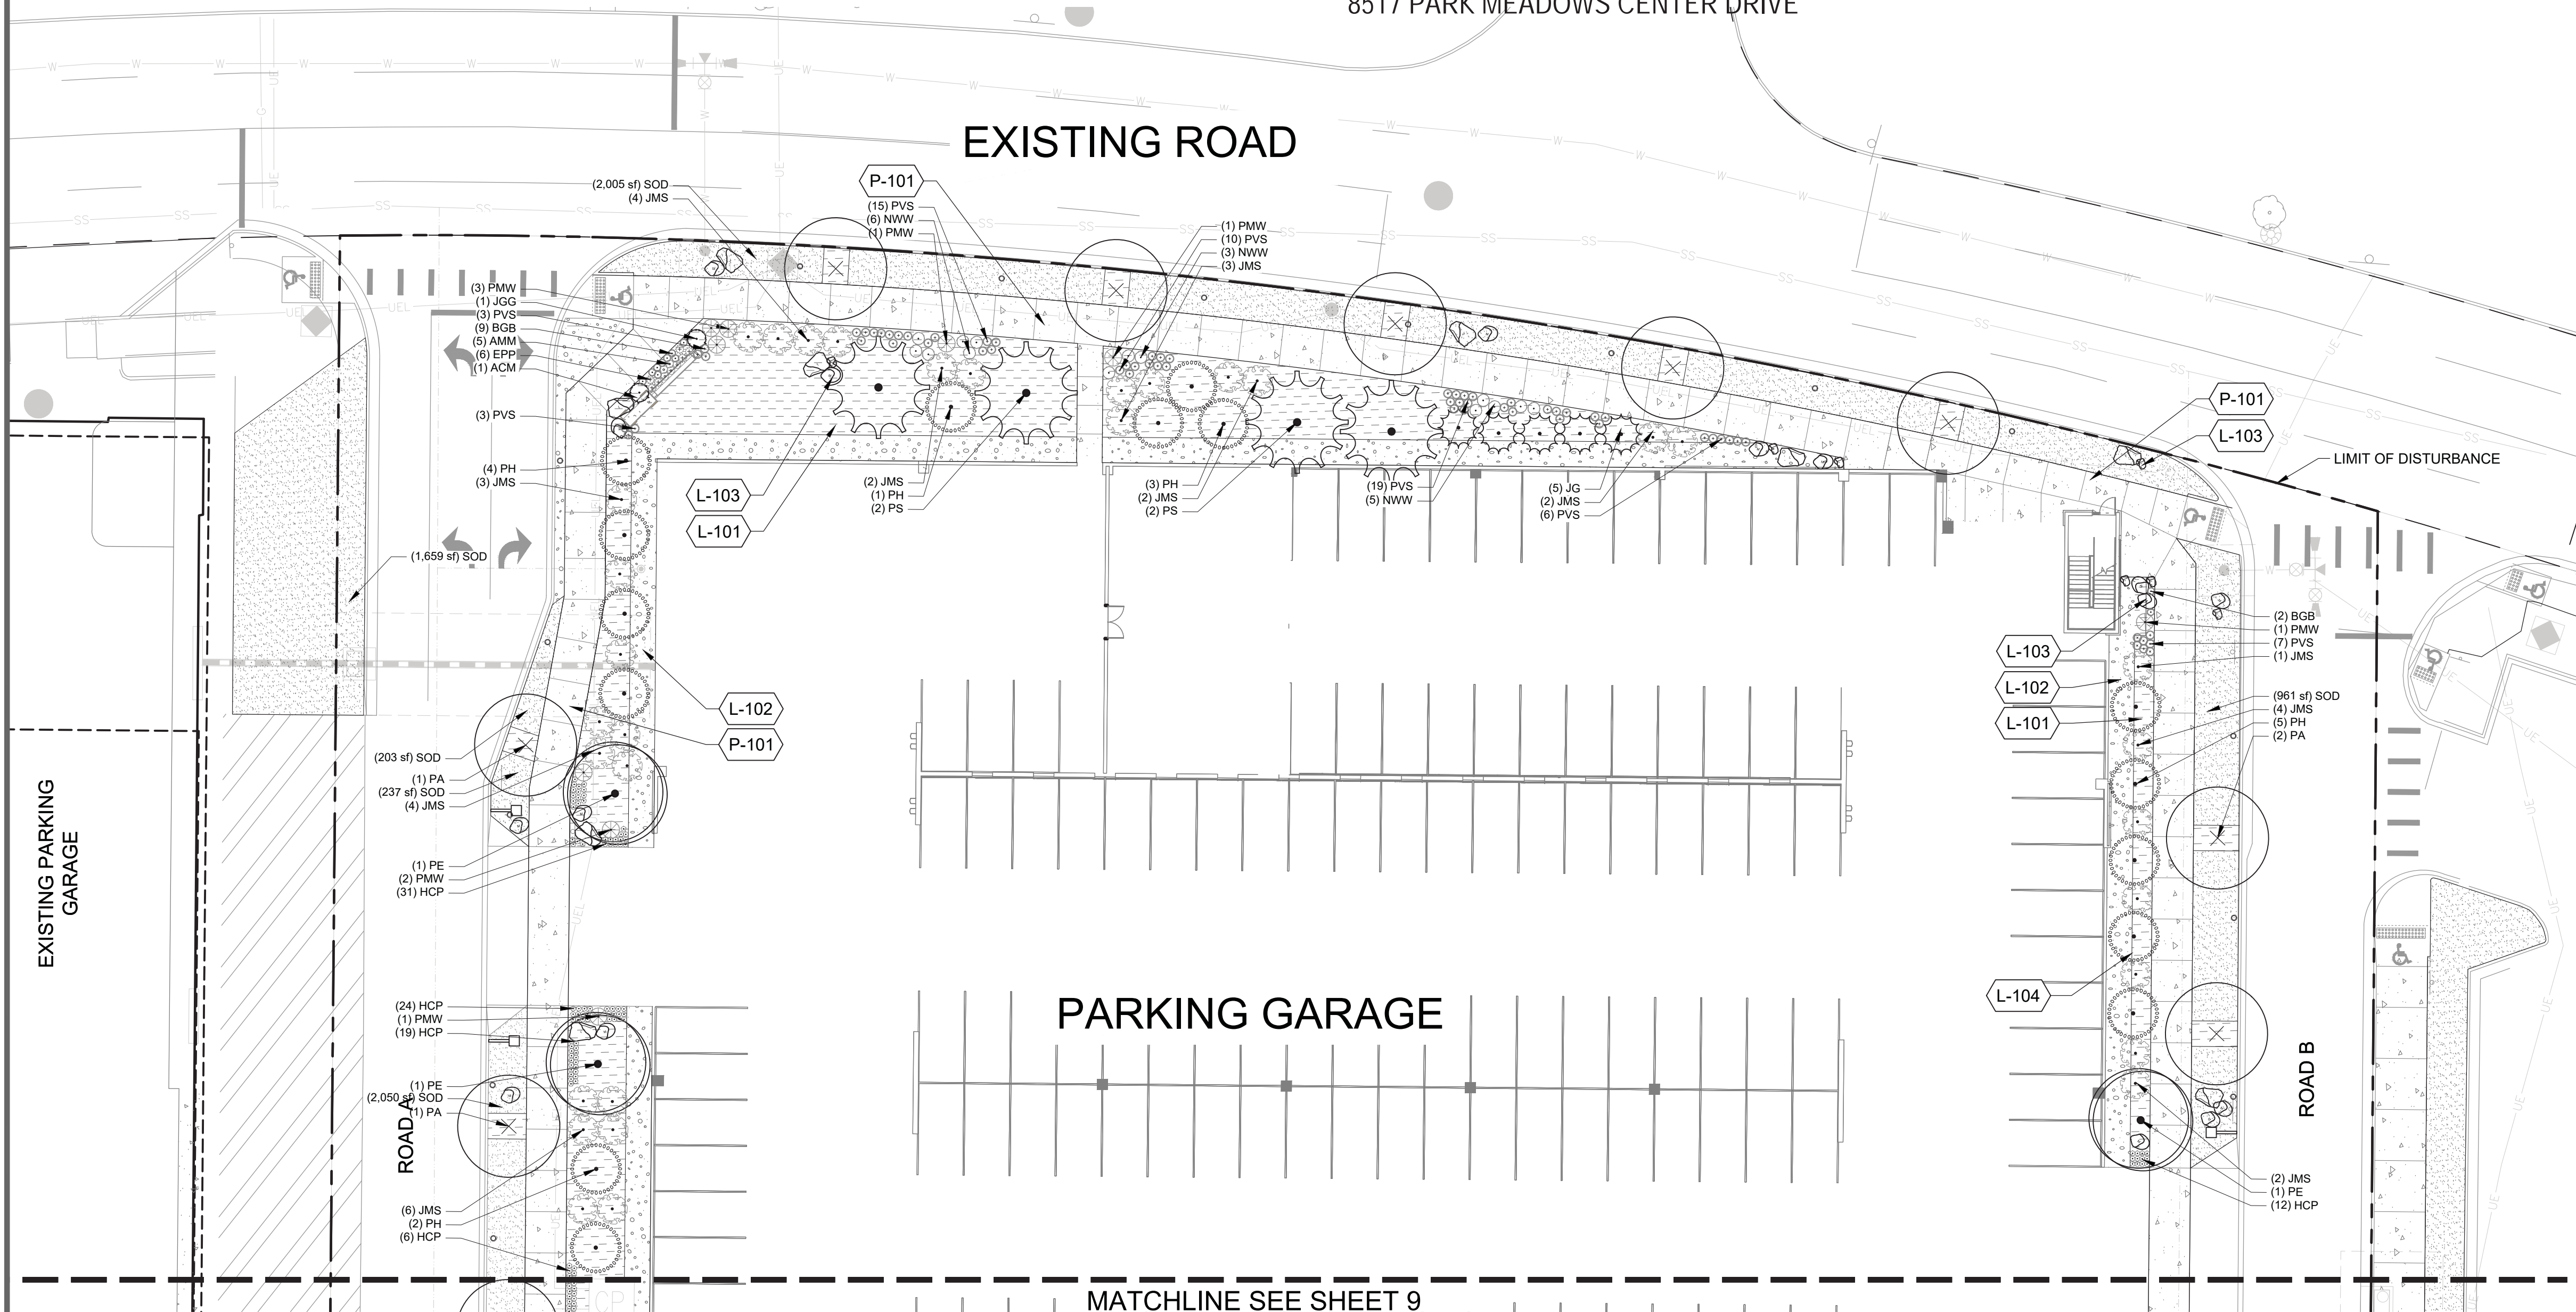 8517 PARK MEADOWS CENTER DRIVE
EXISTING ROAD
(2,005 sf) SOD
(4) JMS
P-101
(15) PVS
(6) NWW
(1) PMW
(1) PMW
(10) PVS
(3) NWW
(3) JMS
(3) PMW
(1) JGG
(3) PVS
(9) BGB
(5) AMM
(6) EPP
(1) ACM
(3) PVS
(4) PH
(3) JMS
L-103
L-101
(2) JMS
(1) PH
(2) PS
(3) PH
(2) JMS
(2) PS
(19) PVS
(5) NWW
(5) JG
(2) JMS
(6) PVS
P-101
L-103
LIMIT OF DISTURBANCE
(1,659 sf) SOD
L-102
P-101
(203 sf) SOD
(1) PA
(237 sf) SOD
(4) JMS
(1) PE
(2) PMW
(31) HCP
L-103
L-102
L-101
(2) BGB
(1) PMW
(7) PVS
(1) JMS
(961 sf) SOD
(4) JMS
(5) PH
(2) PA
EXISTING PARKING
GARAGE
(24) HCP
(1) PMW
(19) HCP
(1) PE
(2,050 sf) SOD
(1) PA
ROAD A
(6) JMS
(2) PH
(6) HCP
PARKING GARAGE
L-104
ROAD B
(2) JMS
(1) PE
(12) HCP
MATCHLINE SEE SHEET 9